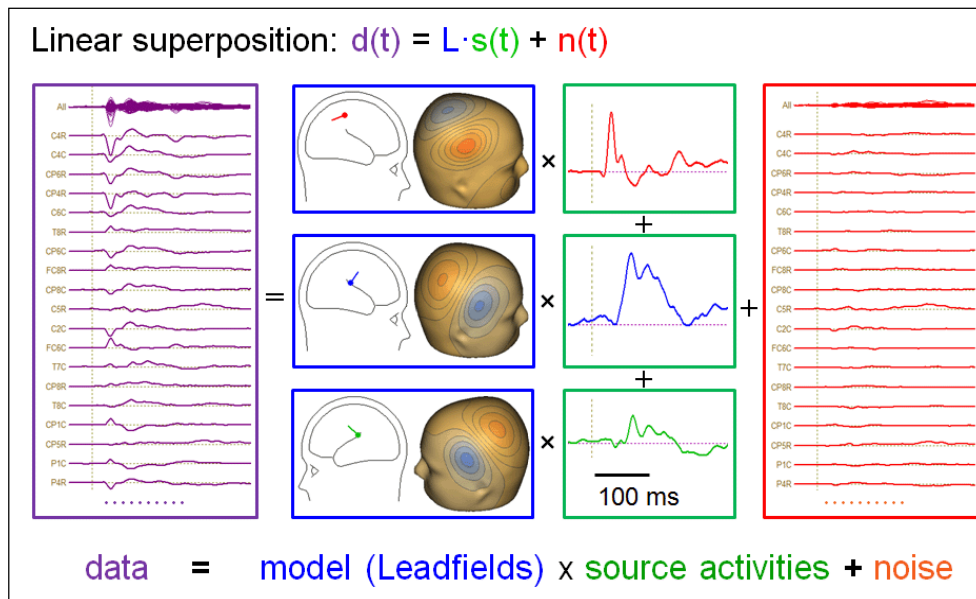 Linear superposition: d(t) = L·s(t) + n(t)
All
C4R
C4C
CP6R
CP4R
C6C
T8R
CP6C
FC8R
CP8C
C5R
C2C
FC6C
T7C
CP8R
T8C
CP1C
CP5R
P1C
P4R
=
×
+
×
+
×
100 ms
+
All
C4R
C4C
CP6R
CP4R
C6C
T8R
CP6C
FC8R
CP8C
C5R
C2C
FC6C
T7C
CP8R
T8C
CP1C
CP5R
P1C
P4R
data = model (Leadfields) x source activities + noise